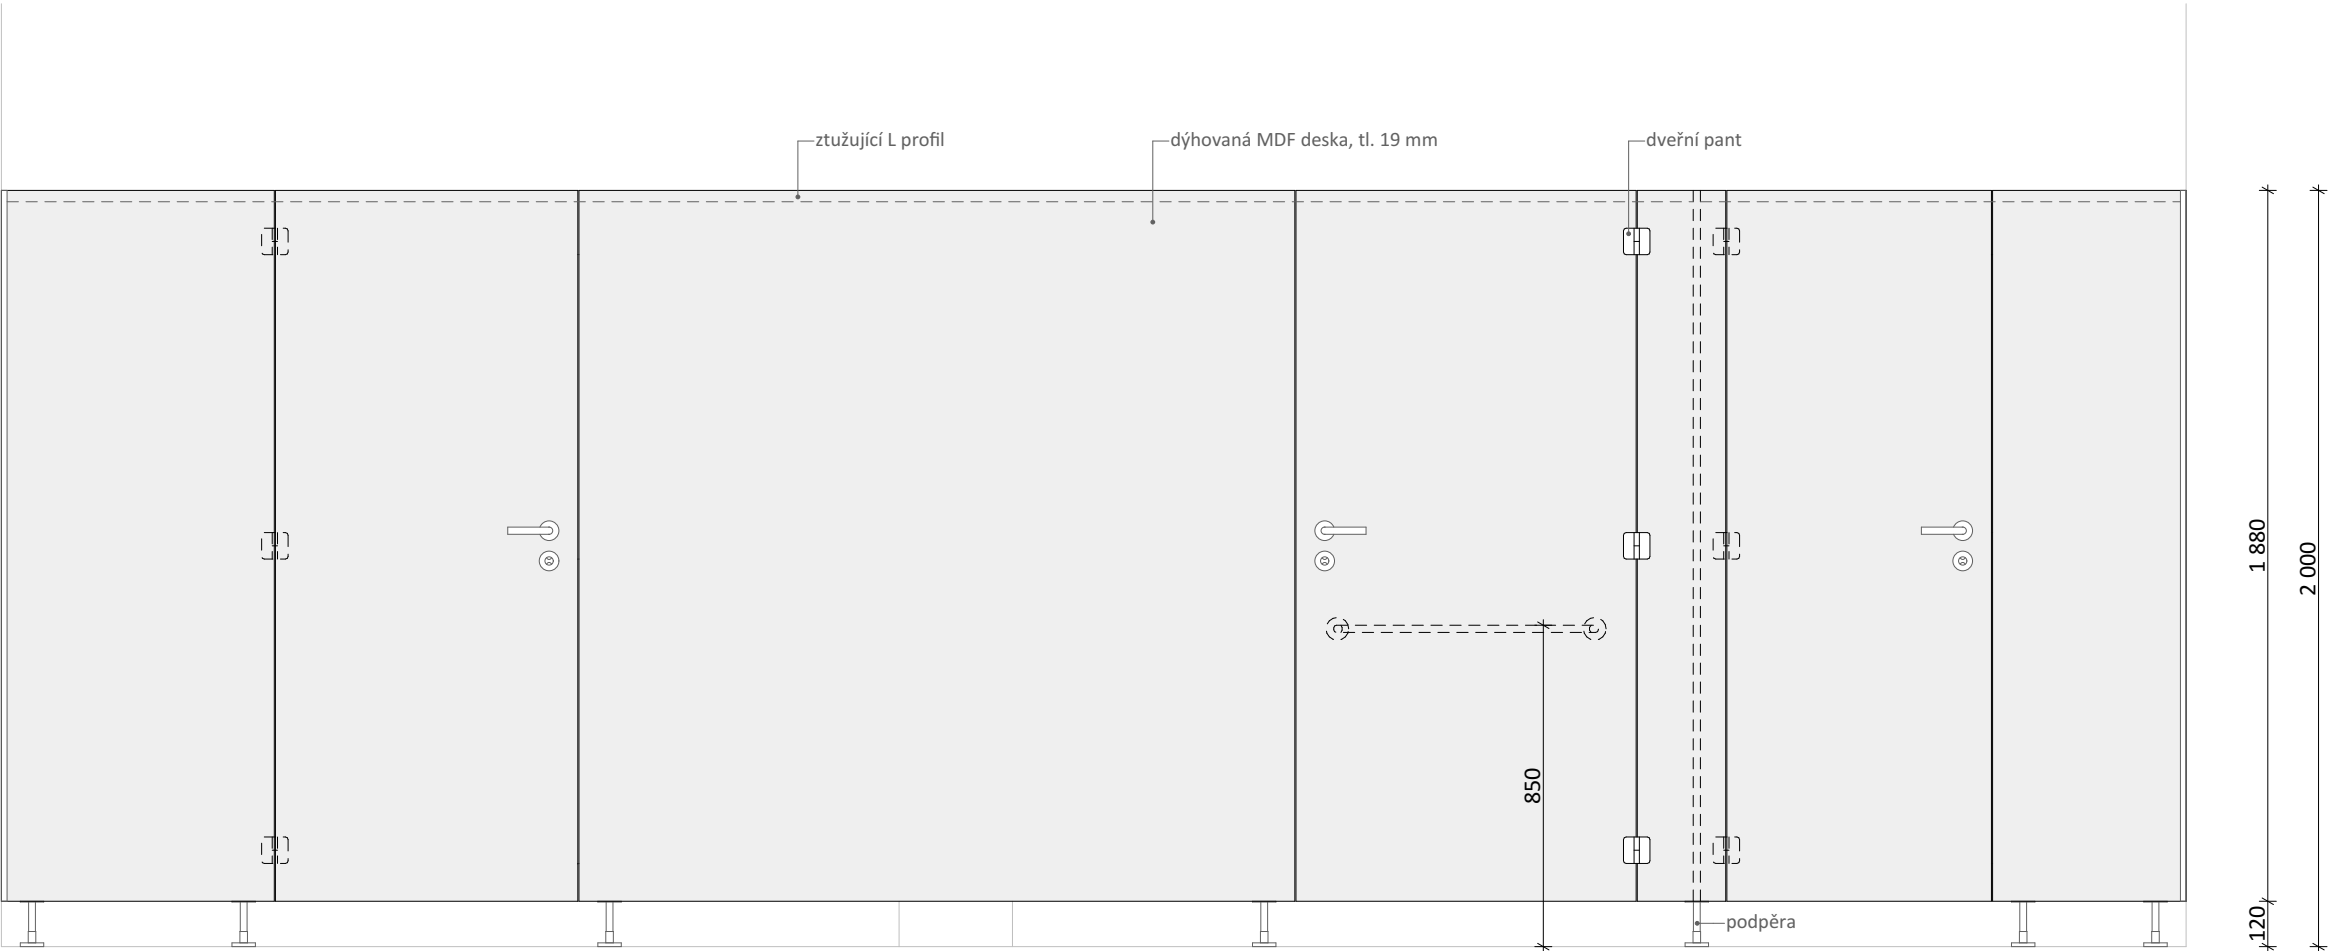 ztužující L profil
dýhovaná MDF deska, tl. 19 mm
dveřní pant
1 880
2 000
850
120
podpěra